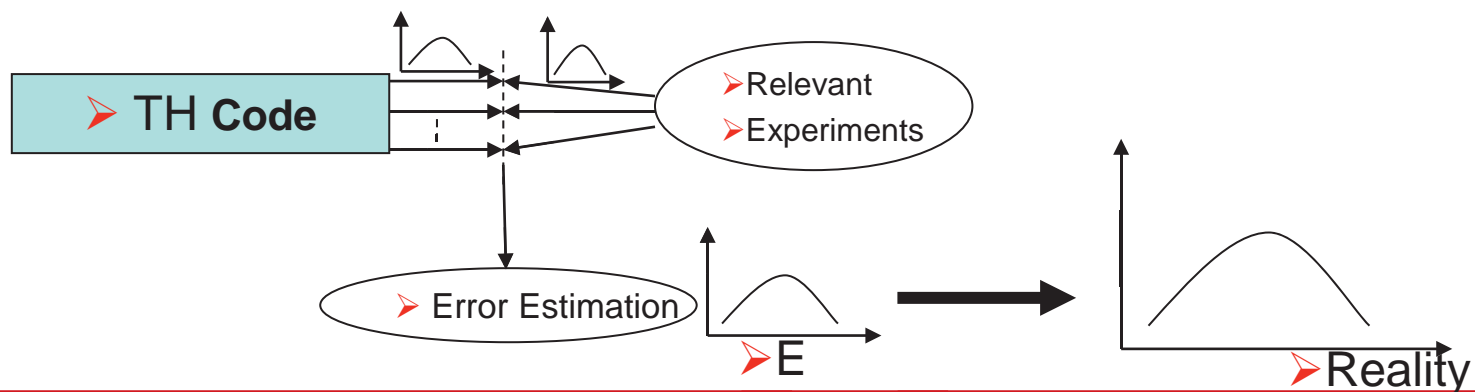 ➢ TH Code
➢Relevant
➢Experiments
➢ Error Estimation
➢E
➢Reality